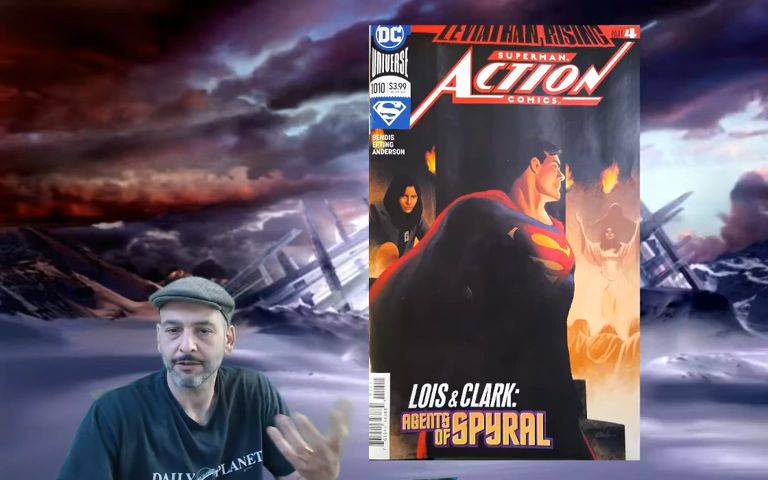 LEVIATHAN RISING
PART 4
DC
UNIVERSE
1010 $3.99
SUPERMAN
ACTION
COMICS
BENDIS
EPTING
ANDERSON
LOIS & CLARK:
AGENTS
OF SPYRAL
DAILY PLANET